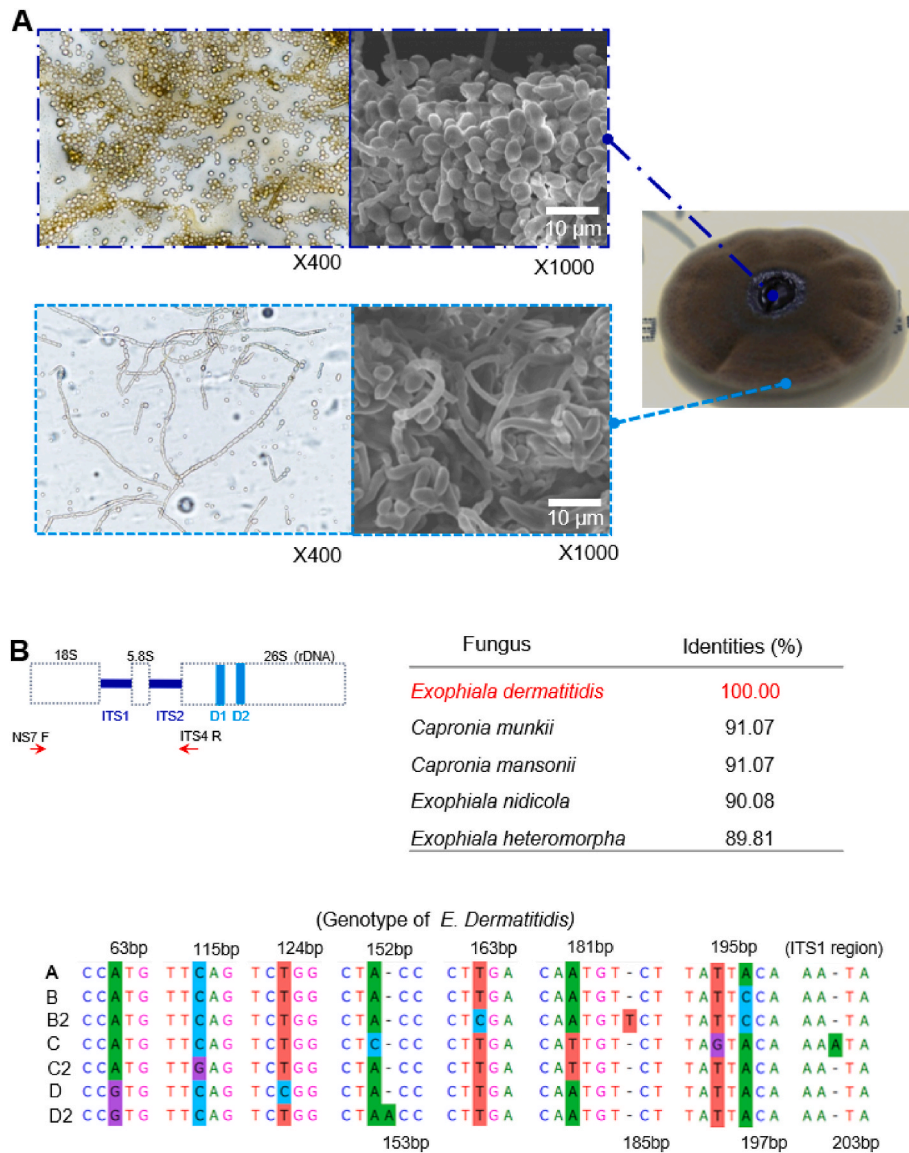 A
10 µm
X400 X1000
10 µm
X400 X1000
B
18S 5.8S 26S (rDNA)
ITS1 ITS2 D1 D2
NS7 F ITS4 R
Fungus Identities (%)
Exophiala dermatitidis 100.00
Capronia munkii 91.07
Capronia mansonii 91.07
Exophiala nidicola 90.08
Exophiala heteromorpha 89.81
(Genotype of E. Dermatitidis)
63bp 115bp 124bp 152bp 163bp 181bp 195bp (ITS1 region)
A CCATG TTCAG TCTGG CTA-CC CTTGA CAATGT-CT TATTACA AA-TA
B CCATG TTCAG TCTGG CTA-CC CTTGA CAATGT-CT TATTCCA AA-TA
B2 CCATG TTCAG TCTGG CTA-CC CTCGA CAATGTTCT TATTCCA AA-TA
C CCATG TTCAG TCTGG CTC-CC CTTGA CATTGT-CT TAGTACA AAATA
C2 CCATG TTGAG TCTGG CTA-CC CTTGA CATTGT-CT TATTACA AA-TA
D CCGTG TTCAG TCCGG CTA-CC CTTGA CAATGT-CT TATTACA AA-TA
D2 CCGTG TTCAG TCTGG CTAACC CTTGA CAATGT-CT TATTACA AA-TA
153bp 185bp 197bp 203bp